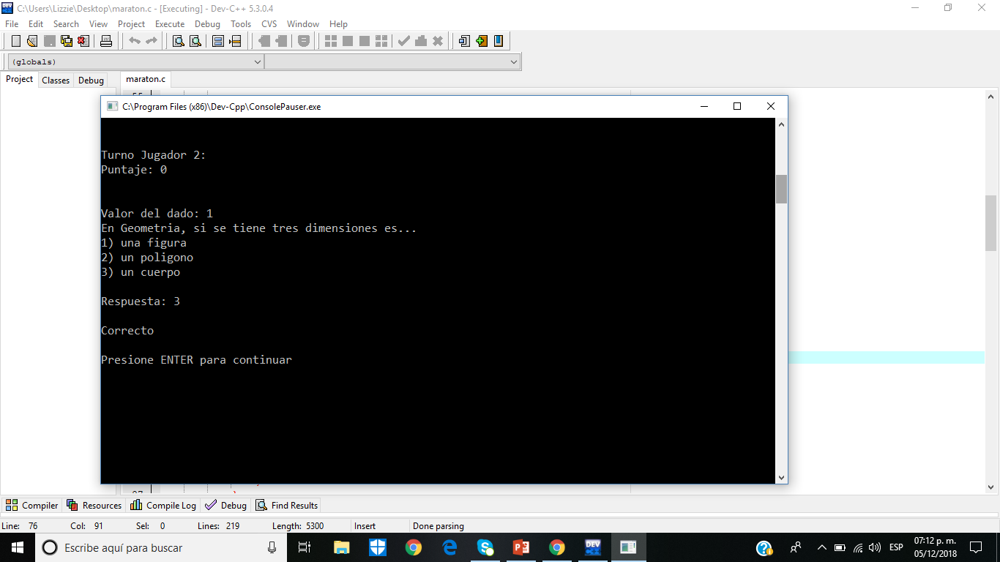 C:\Users\Lizzie\Desktop\maraton.c - [Executing] - Dev-C++ 5.3.0.4
File Edit Search View Project Execute Debug Tools CVS Window Help
(globals)
Project Classes Debug maraton.c
C:\Program Files (x86)\Dev-Cpp\ConsolePauser.exe
Turno Jugador 2:
Puntaje: 0
Valor del dado: 1
En Geometria, si se tiene tres dimensiones es...
1) una figura
2) un poligono
3) un cuerpo
Respuesta: 3
Correcto
Presione ENTER para continuar
Compiler Resources Compile Log Debug Find Results
Line: 76 Col: 91 Sel: 0 Lines: 219 Length: 5300 Insert Done parsing
Escribe aquí para buscar
ESP
07:12 p. m.
05/12/2018